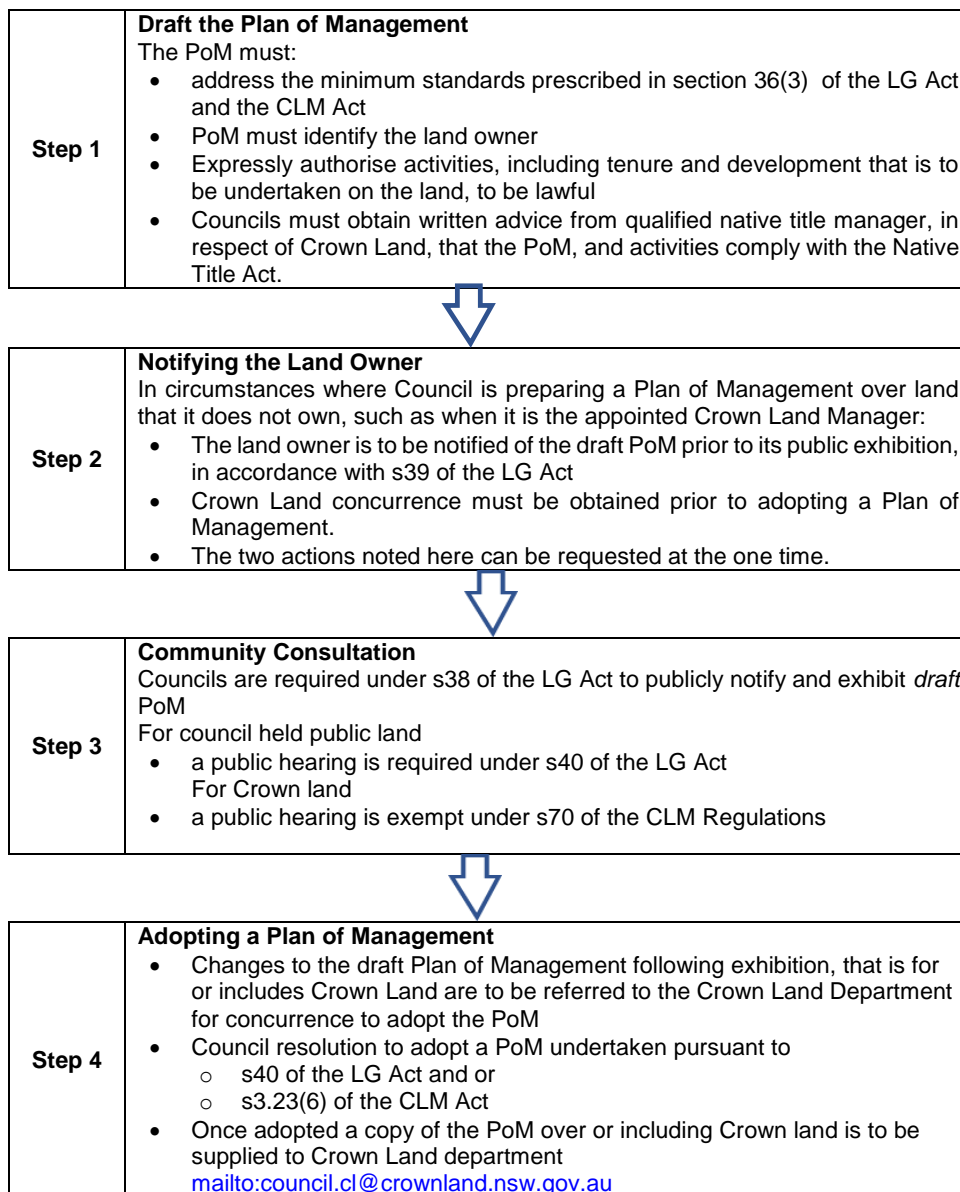 Draft the Plan of Management
The PoM must:
• address the minimum standards prescribed in section 36(3) of the LG Act
and the CLM Act
Step 1
• PoM must identify the land owner
• Expressly authorise activities, including tenure and development that is to
be undertaken on the land, to be lawful
• Councils must obtain written advice from qualified native title manager, in
respect of Crown Land, that the PoM, and activities comply with the Native
Title Act.
Notifying the Land Owner
In circumstances where Council is preparing a Plan of Management over land
that it does not own, such as when it is the appointed Crown Land Manager:
Step 2
• The land owner is to be notified of the draft PoM prior to its public exhibition,
in accordance with s39 of the LG Act
• Crown Land concurrence must be obtained prior to adopting a Plan of
Management.
• The two actions noted here can be requested at the one time.
Community Consultation
Councils are required under s38 of the LG Act to publicly notify and exhibit draft
PoM
Step 3
For council held public land
• a public hearing is required under s40 of the LG Act
For Crown land
• a public hearing is exempt under s70 of the CLM Regulations
Adopting a Plan of Management
• Changes to the draft Plan of Management following exhibition, that is for
or includes Crown Land are to be referred to the Crown Land Department
for concurrence to adopt the PoM
Step 4
• Council resolution to adopt a PoM undertaken pursuant to
o s40 of the LG Act and or
o s3.23(6) of the CLM Act
• Once adopted a copy of the PoM over or including Crown land is to be
supplied to Crown Land department
mailto:council.cl@crownland.nsw.gov.au